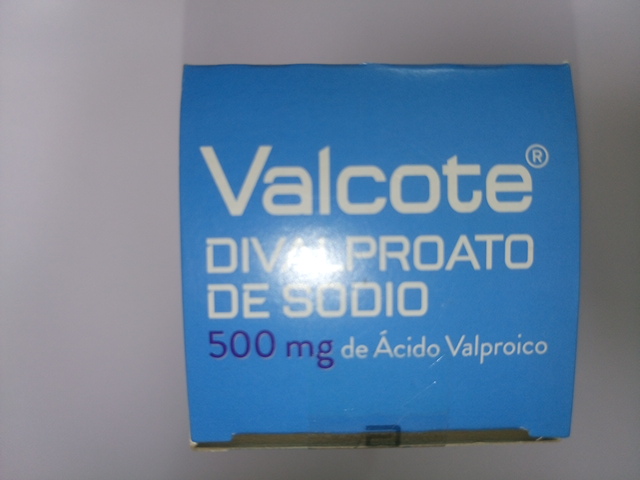 Valcote®
DIVALPROATO
DE SODIO
500 mg de Ácido Valproico